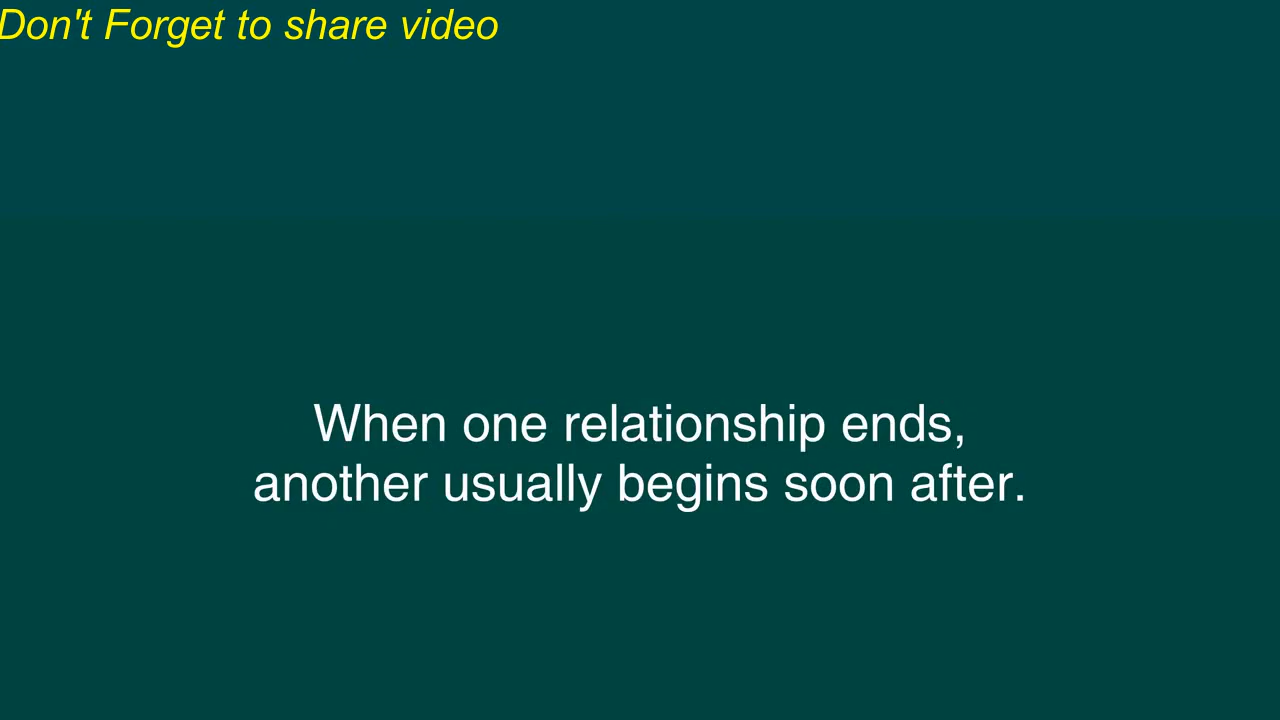 Don't Forget to share video
When one relationship ends,
another usually begins soon after.